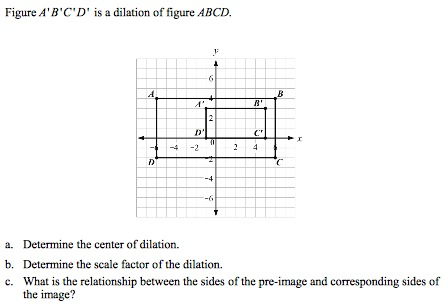 Figure A'B'C'D' is a dilation of figure ABCD.
y
6
A 4 B
A' B'
2
D' C'
-4 -2 0 2 4 x
D -2 C
-4
-6
a. Determine the center of dilation.
b. Determine the scale factor of the dilation.
c. What is the relationship between the sides of the pre-image and corresponding sides of
the image?